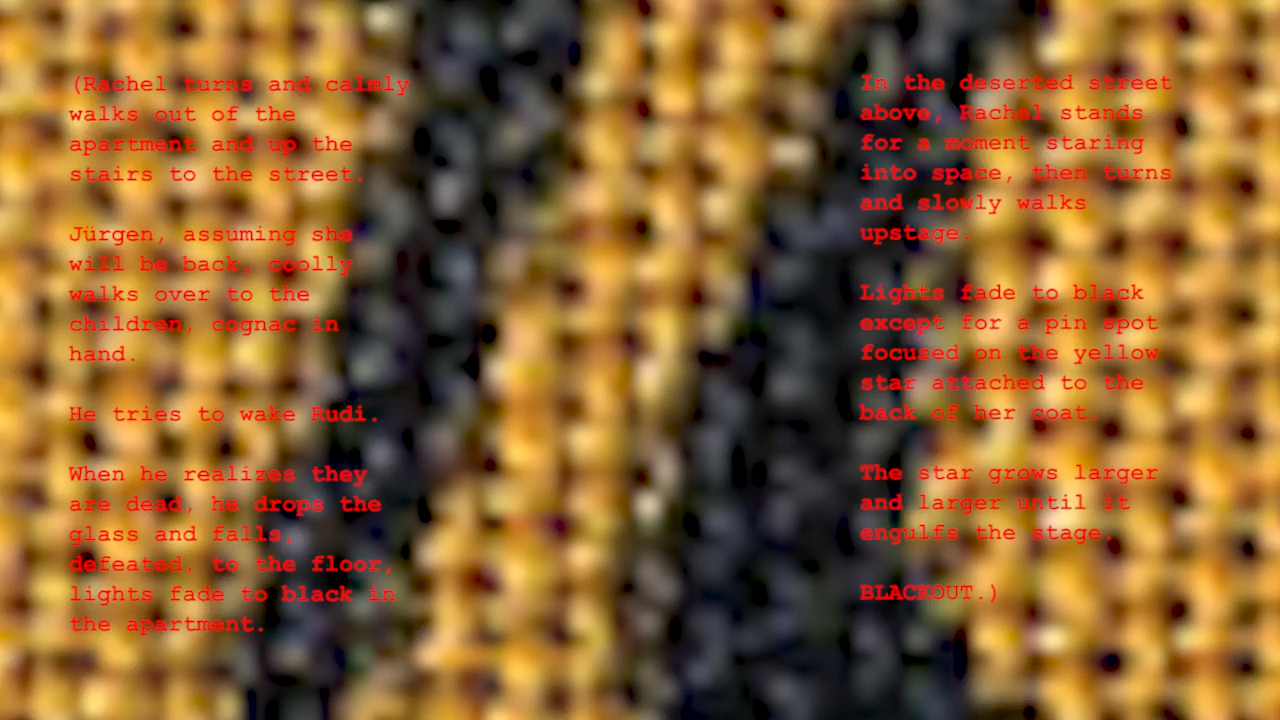 (Rachel turns and calmly
walks out of the
apartment and up the
stairs to the street.
Jürgen, assuming she
will be back, coolly
walks over to the
children, cognac in
hand.
He tries to wake Rudi.
When he realizes they
are dead, he drops the
glass and falls,
defeated, to the floor,
lights fade to black in
the apartment.
In the deserted street
above, Rachel stands
for a moment staring
into space, then turns
and slowly walks
upstage.
Lights fade to black
except for a pin spot
focused on the yellow
star attached to the
back of her coat.
The star grows larger
and larger until it
engulfs the stage.
BLACKOUT.)